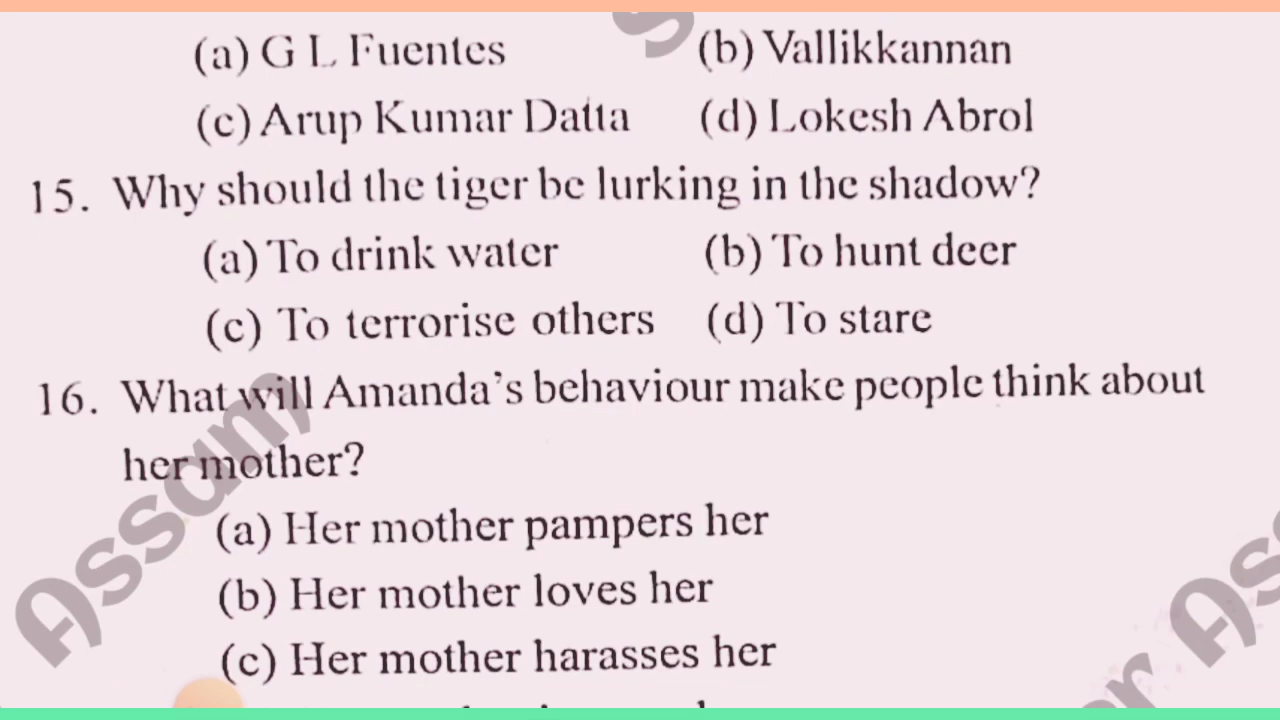 (a) G L Fuentes (b) Vallikkannan
(c) Arup Kumar Datta (d) Lokesh Abrol
15. Why should the tiger be lurking in the shadow?
(a) To drink water (b) To hunt deer
(c) To terrorise others (d) To stare
16. What will Amanda's behaviour make people think about
her mother?
(a) Her mother pampers her
(b) Her mother loves her
(c) Her mother harasses her
Assam